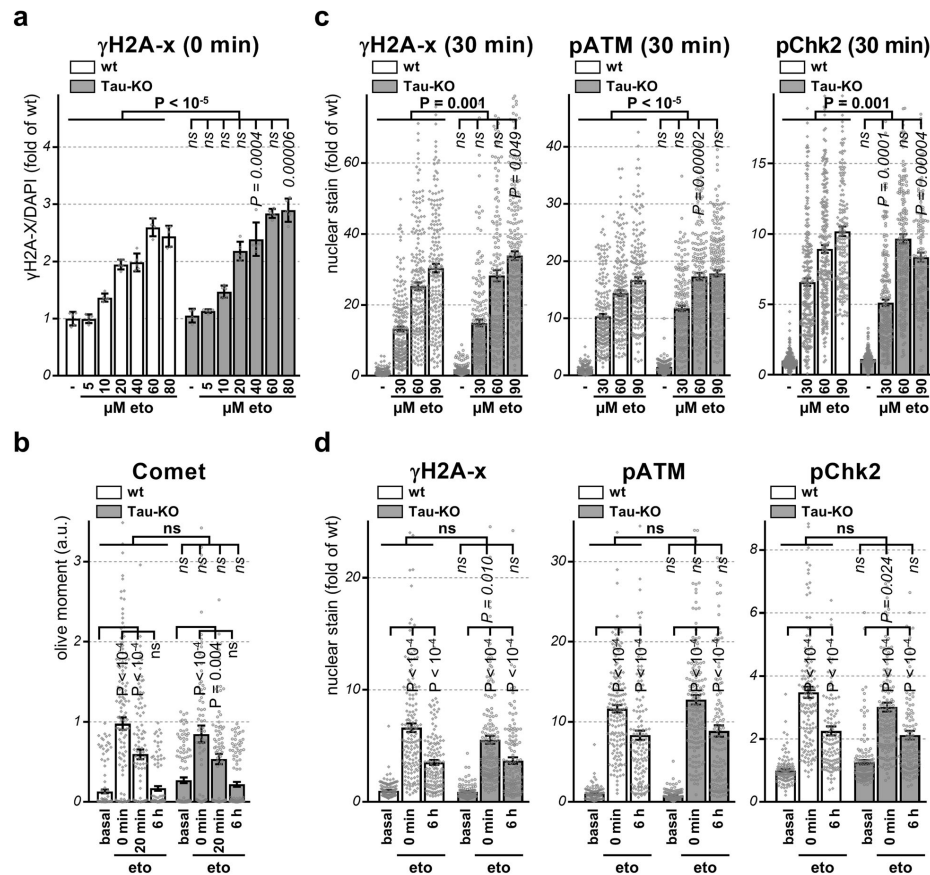 a
γH2A-x (0 min)
wt
Tau-KO
P < 10⁻⁵
ns ns ns ns P = 0.0004 ns 0.00006
γH2A-X/DAPI (fold of wt)
4
3
2
1
0
- 5 10 20 40 60 80 - 5 10 20 40 60 80
µM eto µM eto
c
γH2A-x (30 min)
wt
Tau-KO
P = 0.001
ns ns ns P = 0.049
nuclear stain (fold of wt)
60
40
20
0
- 30 60 90 - 30 60 90
µM eto µM eto
pATM (30 min)
wt
Tau-KO
P < 10⁻⁵
ns ns P = 0.00002 ns
60
40
20
0
- 30 60 90 - 30 60 90
µM eto µM eto
pChk2 (30 min)
wt
Tau-KO
P = 0.001
ns P = 0.0001 ns P = 0.00004
15
10
5
0
- 30 60 90 - 30 60 90
µM eto µM eto
b
Comet
wt
Tau-KO
ns
ns ns ns ns
olive moment (a.u.)
3
2
1
0
P < 10⁻⁴ P < 10⁻⁴ ns P < 10⁻⁴ P = 0.004 ns
basal 0 min 20 min 6 h basal 0 min 20 min 6 h
eto eto
d
γH2A-x
wt
Tau-KO
ns
ns P = 0.010 ns
nuclear stain (fold of wt)
20
10
0
P < 10⁻⁴ P < 10⁻⁴ P < 10⁻⁴ P < 10⁻⁴
basal 0 min 6 h basal 0 min 6 h
eto eto
pATM
wt
Tau-KO
ns
ns ns ns
30
20
10
0
P < 10⁻⁴ P < 10⁻⁴ P < 10⁻⁴ P < 10⁻⁴
basal 0 min 6 h basal 0 min 6 h
eto eto
pChk2
wt
Tau-KO
ns
ns P = 0.024 ns
8
6
4
2
0
P < 10⁻⁴ P < 10⁻⁴ P < 10⁻⁴ P < 10⁻⁴
basal 0 min 6 h basal 0 min 6 h
eto eto